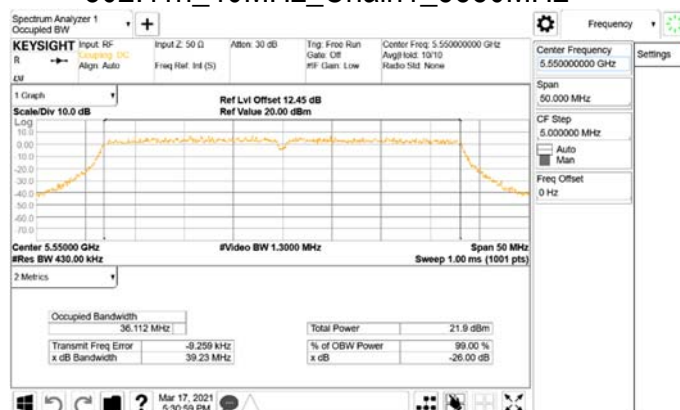 Spectrum Analyzer 1
Occupied BW
+
Frequency
KEYSIGHT Input: RF Input Z: 50 Ω Atten: 30 dB Trig: Free Run Center Freq: 5.550000000 GHz
R Coupling: DC Gate: Off Avg|Hold: 10/10
Align: Auto Freq Ref: Int (S) #IF Gain: Low Radio Std: None
Center Frequency
5.550000000 GHz
Settings
Span
50.000 MHz
CF Step
5.000000 MHz
Auto
Man
Freq Offset
0 Hz
1 Graph
Scale/Div 10.0 dB
Ref Lvl Offset 12.45 dB
Ref Value 20.00 dBm
Log
10.0
0.00
-10.0
-20.0
-30.0
-40.0
-50.0
-60.0
-70.0
Center 5.55000 GHz #Video BW 1.3000 MHz Span 50 MHz
#Res BW 430.00 kHz Sweep 1.00 ms (1001 pts)
2 Metrics
Occupied Bandwidth
36.112 MHz Total Power 21.9 dBm
Transmit Freq Error -9.259 kHz % of OBW Power 99.00 %
x dB Bandwidth 39.23 MHz x dB -26.00 dB
?
Mar 17, 2021
5:30:59 PM